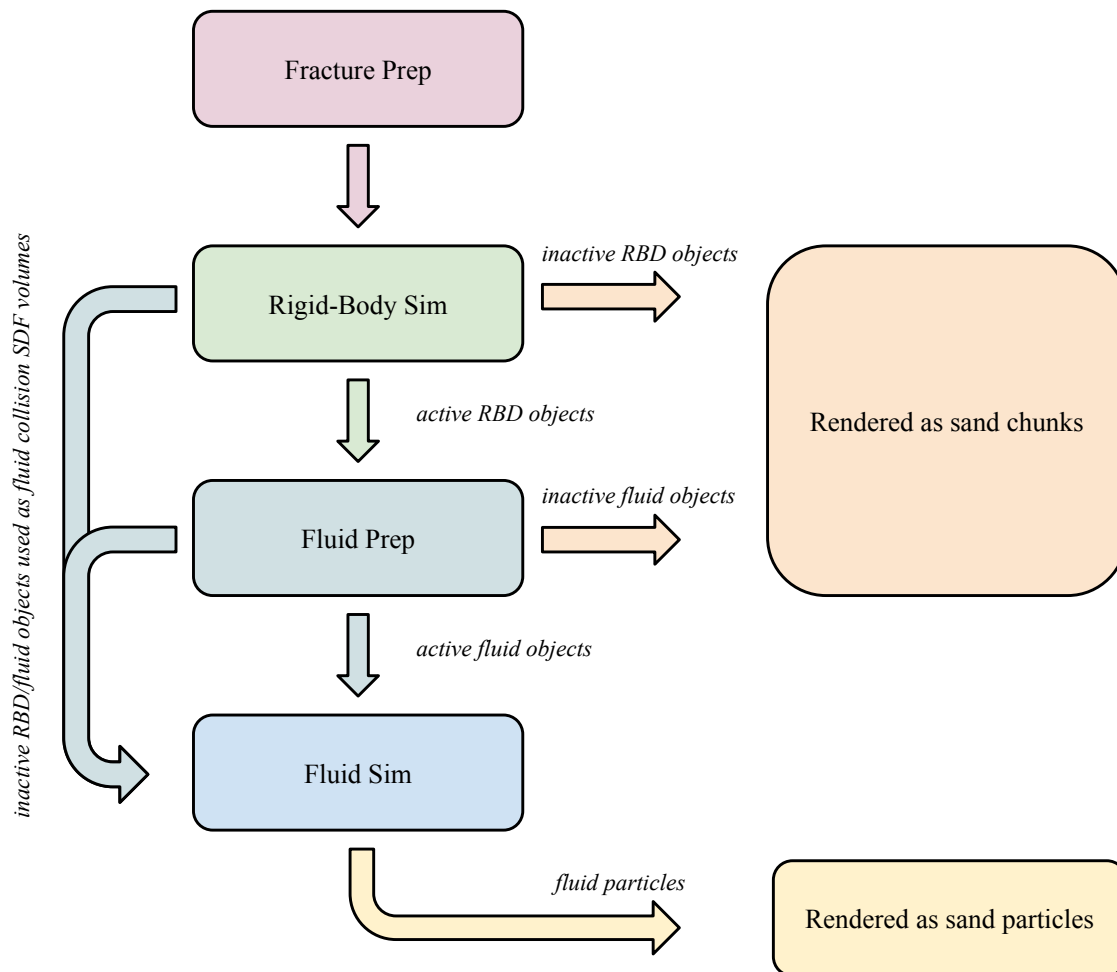 Fracture Prep
inactive RBD objects
Rigid-Body Sim
Rendered as sand chunks
active RBD objects
inactive fluid objects
Fluid Prep
active fluid objects
Fluid Sim
inactive RBD/fluid objects used as fluid collision SDF volumes
fluid particles
Rendered as sand particles